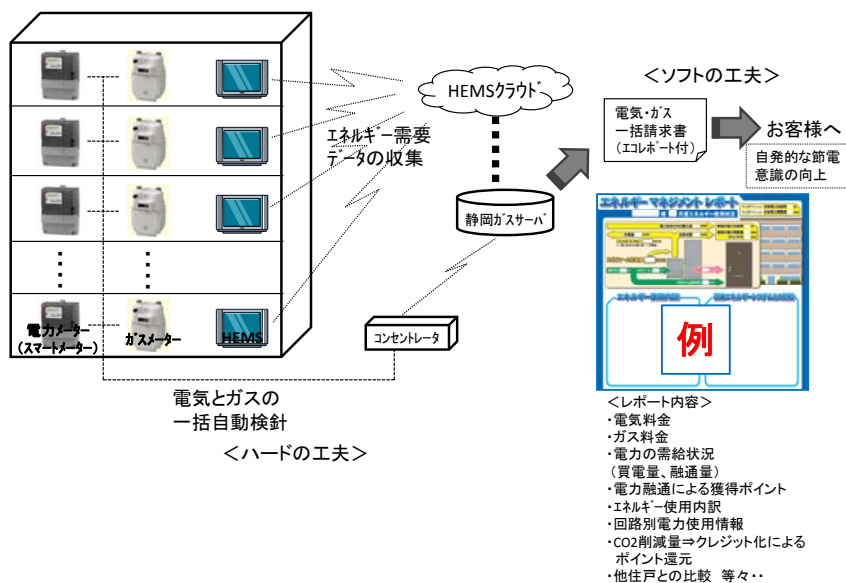 HEMSクラウド
エネルギー需要
データの収集
静岡ガスサーバ
コンセントレータ
電力メーター
（スマートメーター）
ガスメーター
HEMS
電気とガスの
一括自動検針
＜ハードの工夫＞
＜ソフトの工夫＞
電気・ガス
一括請求書
（エコレポート付）
お客様へ
自発的な節電
意識の向上
エネルギー マネジメント レポート
例
＜レポート内容＞
・電気料金
・ガス料金
・電力の需給状況
（買電量、融通量）
・電力融通による獲得ポイント
・エネルギー使用内訳
・回路別電力使用情報
・CO2削減量⇒クレジット化による
ポイント還元
・他住戸との比較 等々・・